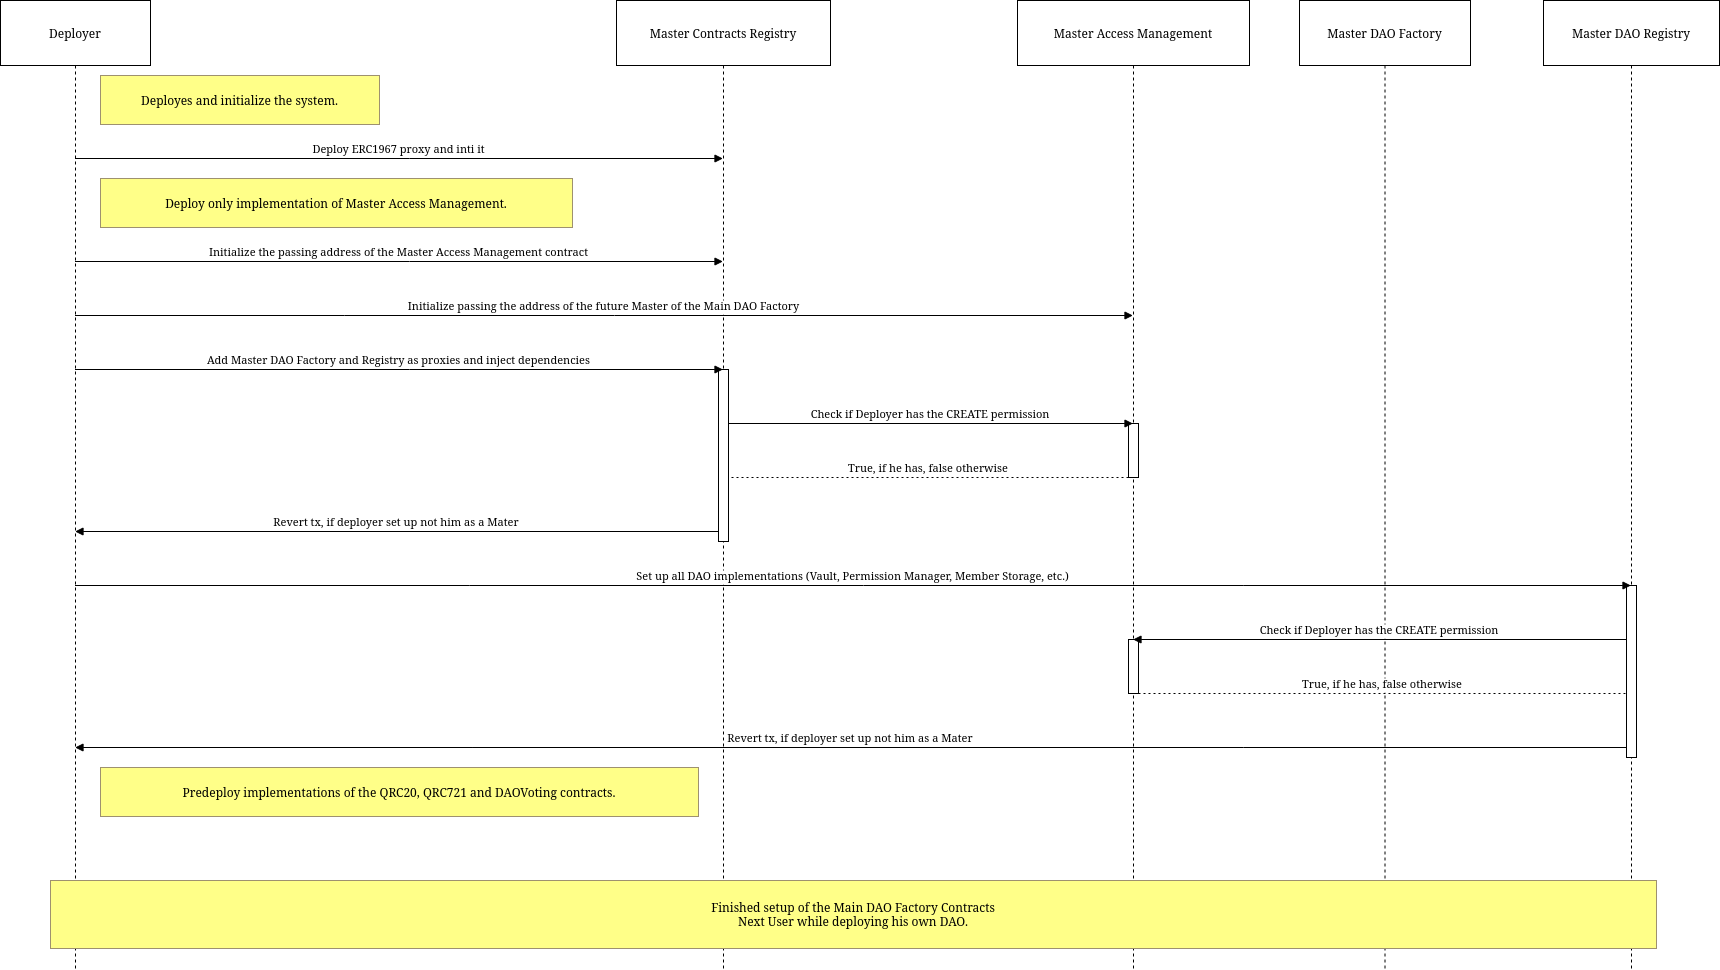 Deployer
Master Contracts Registry
Master Access Management
Master DAO Factory
Master DAO Registry
Deployes and initialize the system.
Deploy ERC1967 proxy and inti it
Deploy only implementation of Master Access Management.
Initialize the passing address of the Master Access Management contract
Initialize passing the address of the future Master of the Main DAO Factory
Add Master DAO Factory and Registry as proxies and inject dependencies
Check if Deployer has the CREATE permission
True, if he has, false otherwise
Revert tx, if deployer set up not him as a Mater
Set up all DAO implementations (Vault, Permission Manager, Member Storage, etc.)
Check if Deployer has the CREATE permission
True, if he has, false otherwise
Revert tx, if deployer set up not him as a Mater
Predeploy implementations of the QRC20, QRC721 and DAOVoting contracts.
Finished setup of the Main DAO Factory Contracts
Next User while deploying his own DAO.